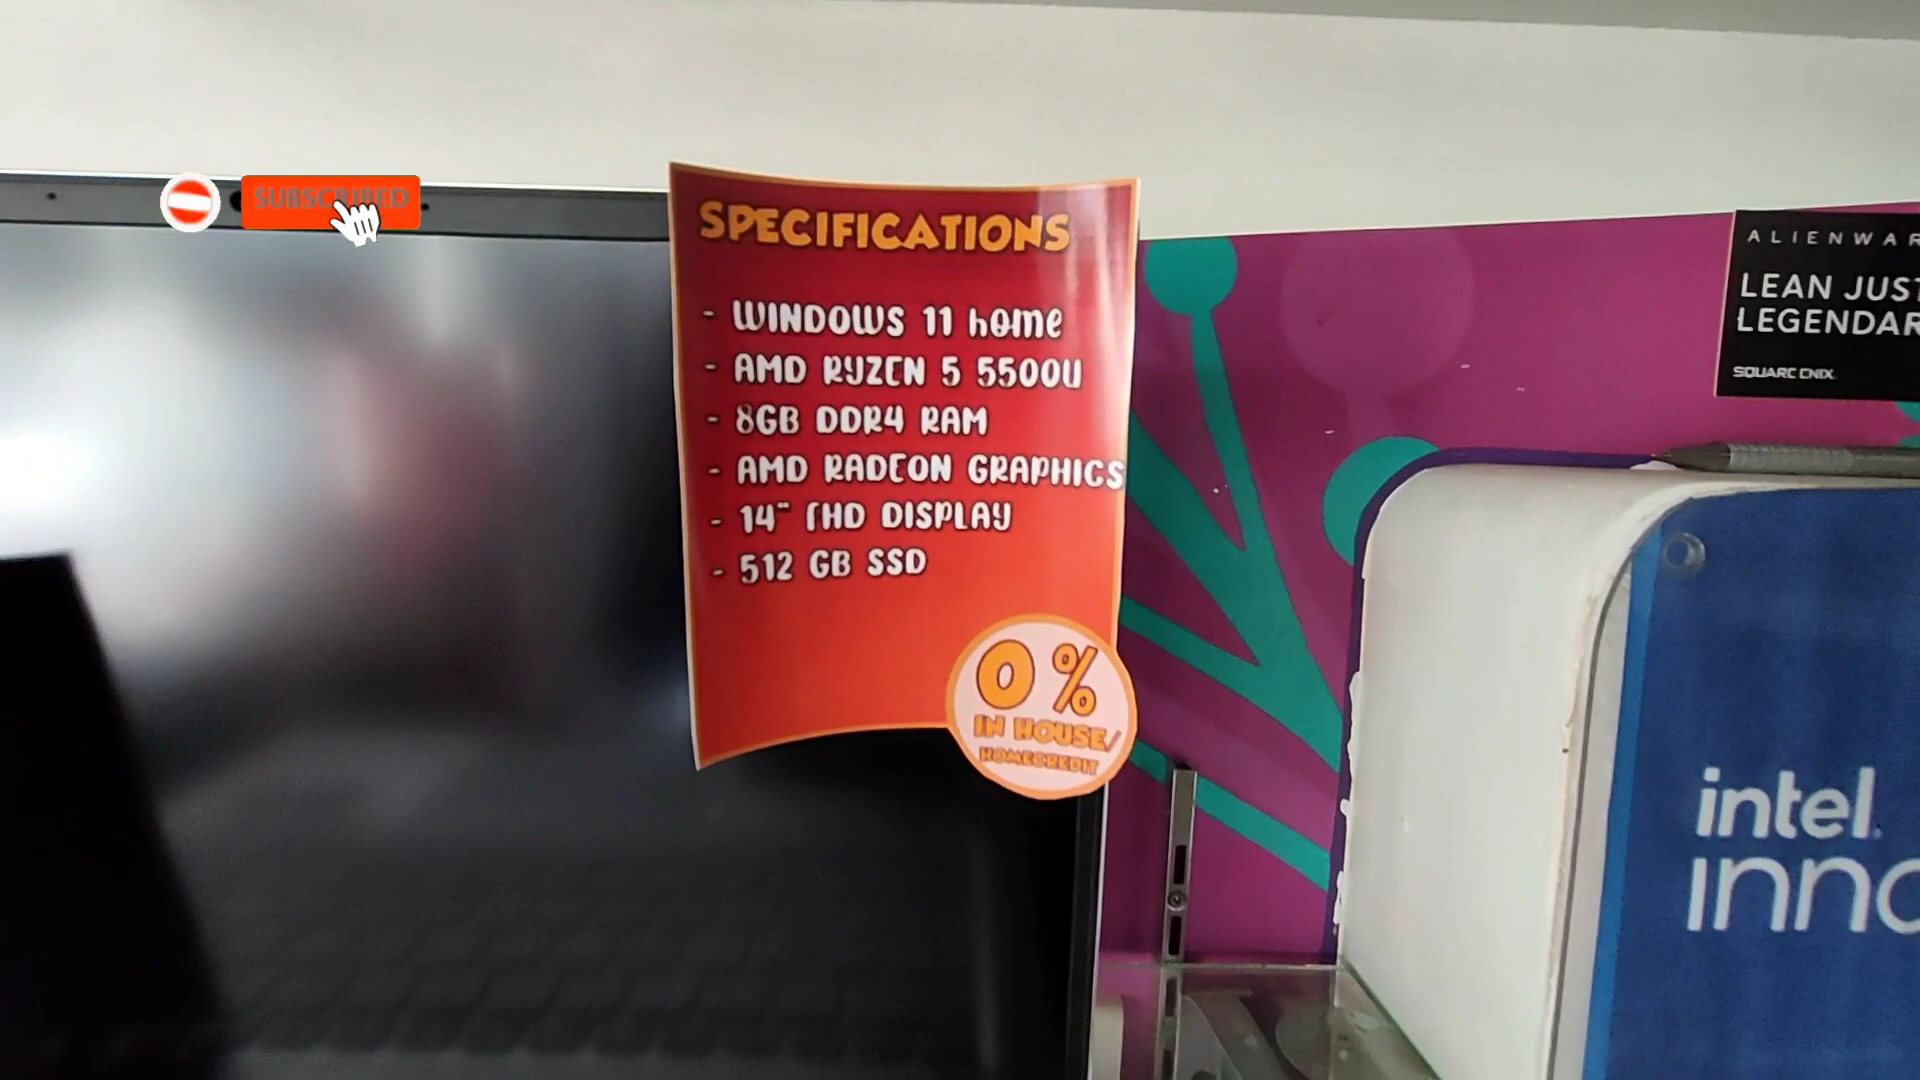 SUBSCRIBED
SPECIFICATIONS
- WINDOWS 11 home
- AMD RYZEN 5 5500U
- 8GB DDR4 RAM
- AMD RADEON GRAPHICS
- 14" FHD DISPLAY
- 512 GB SSD
0%
IN HOUSE/
HOMECREDIT
ALIENWAR
LEAN JUST
LEGENDAR
SQUARE ENIX
intel
inno